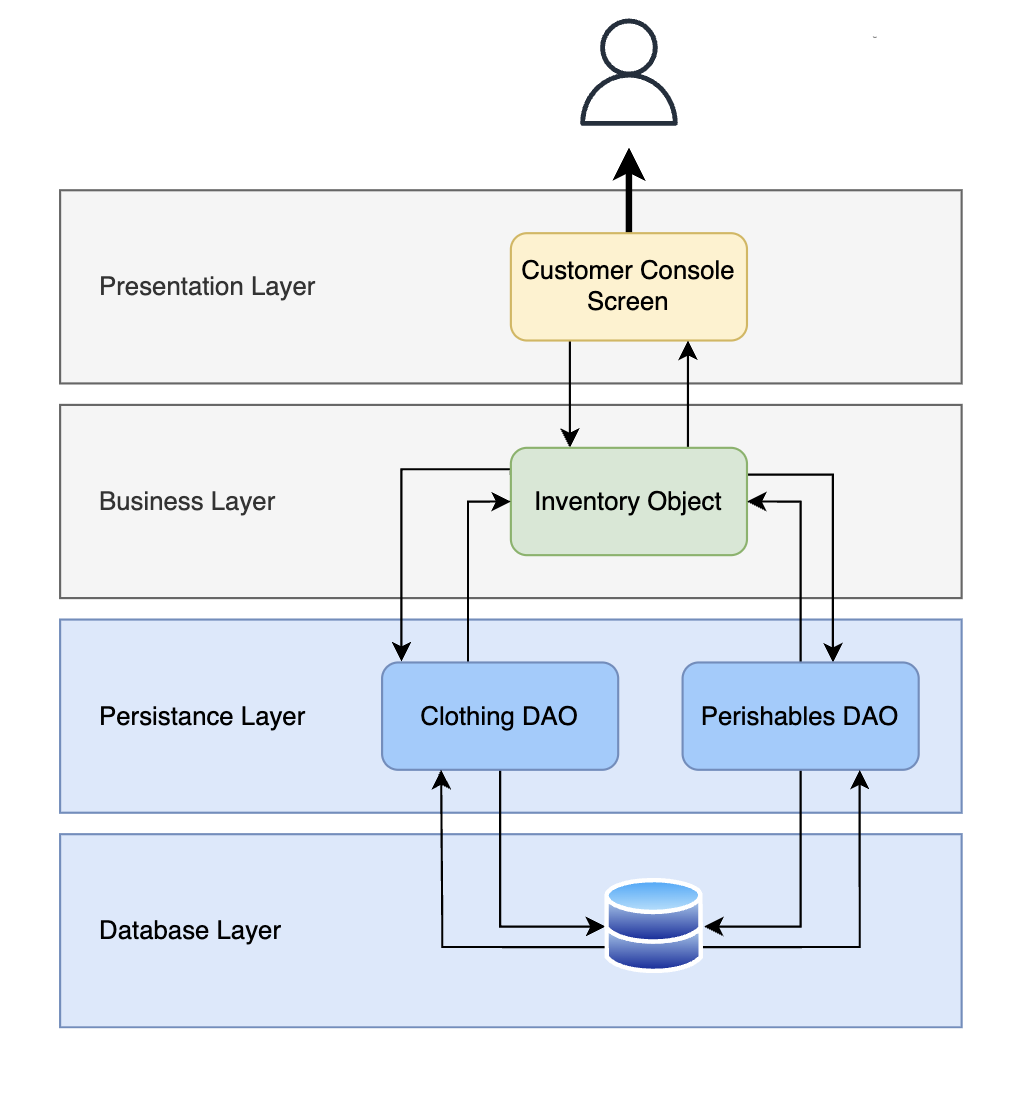 Presentation Layer
Customer Console
Screen
Business Layer
Inventory Object
Persistance Layer
Clothing DAO
Perishables DAO
Database Layer